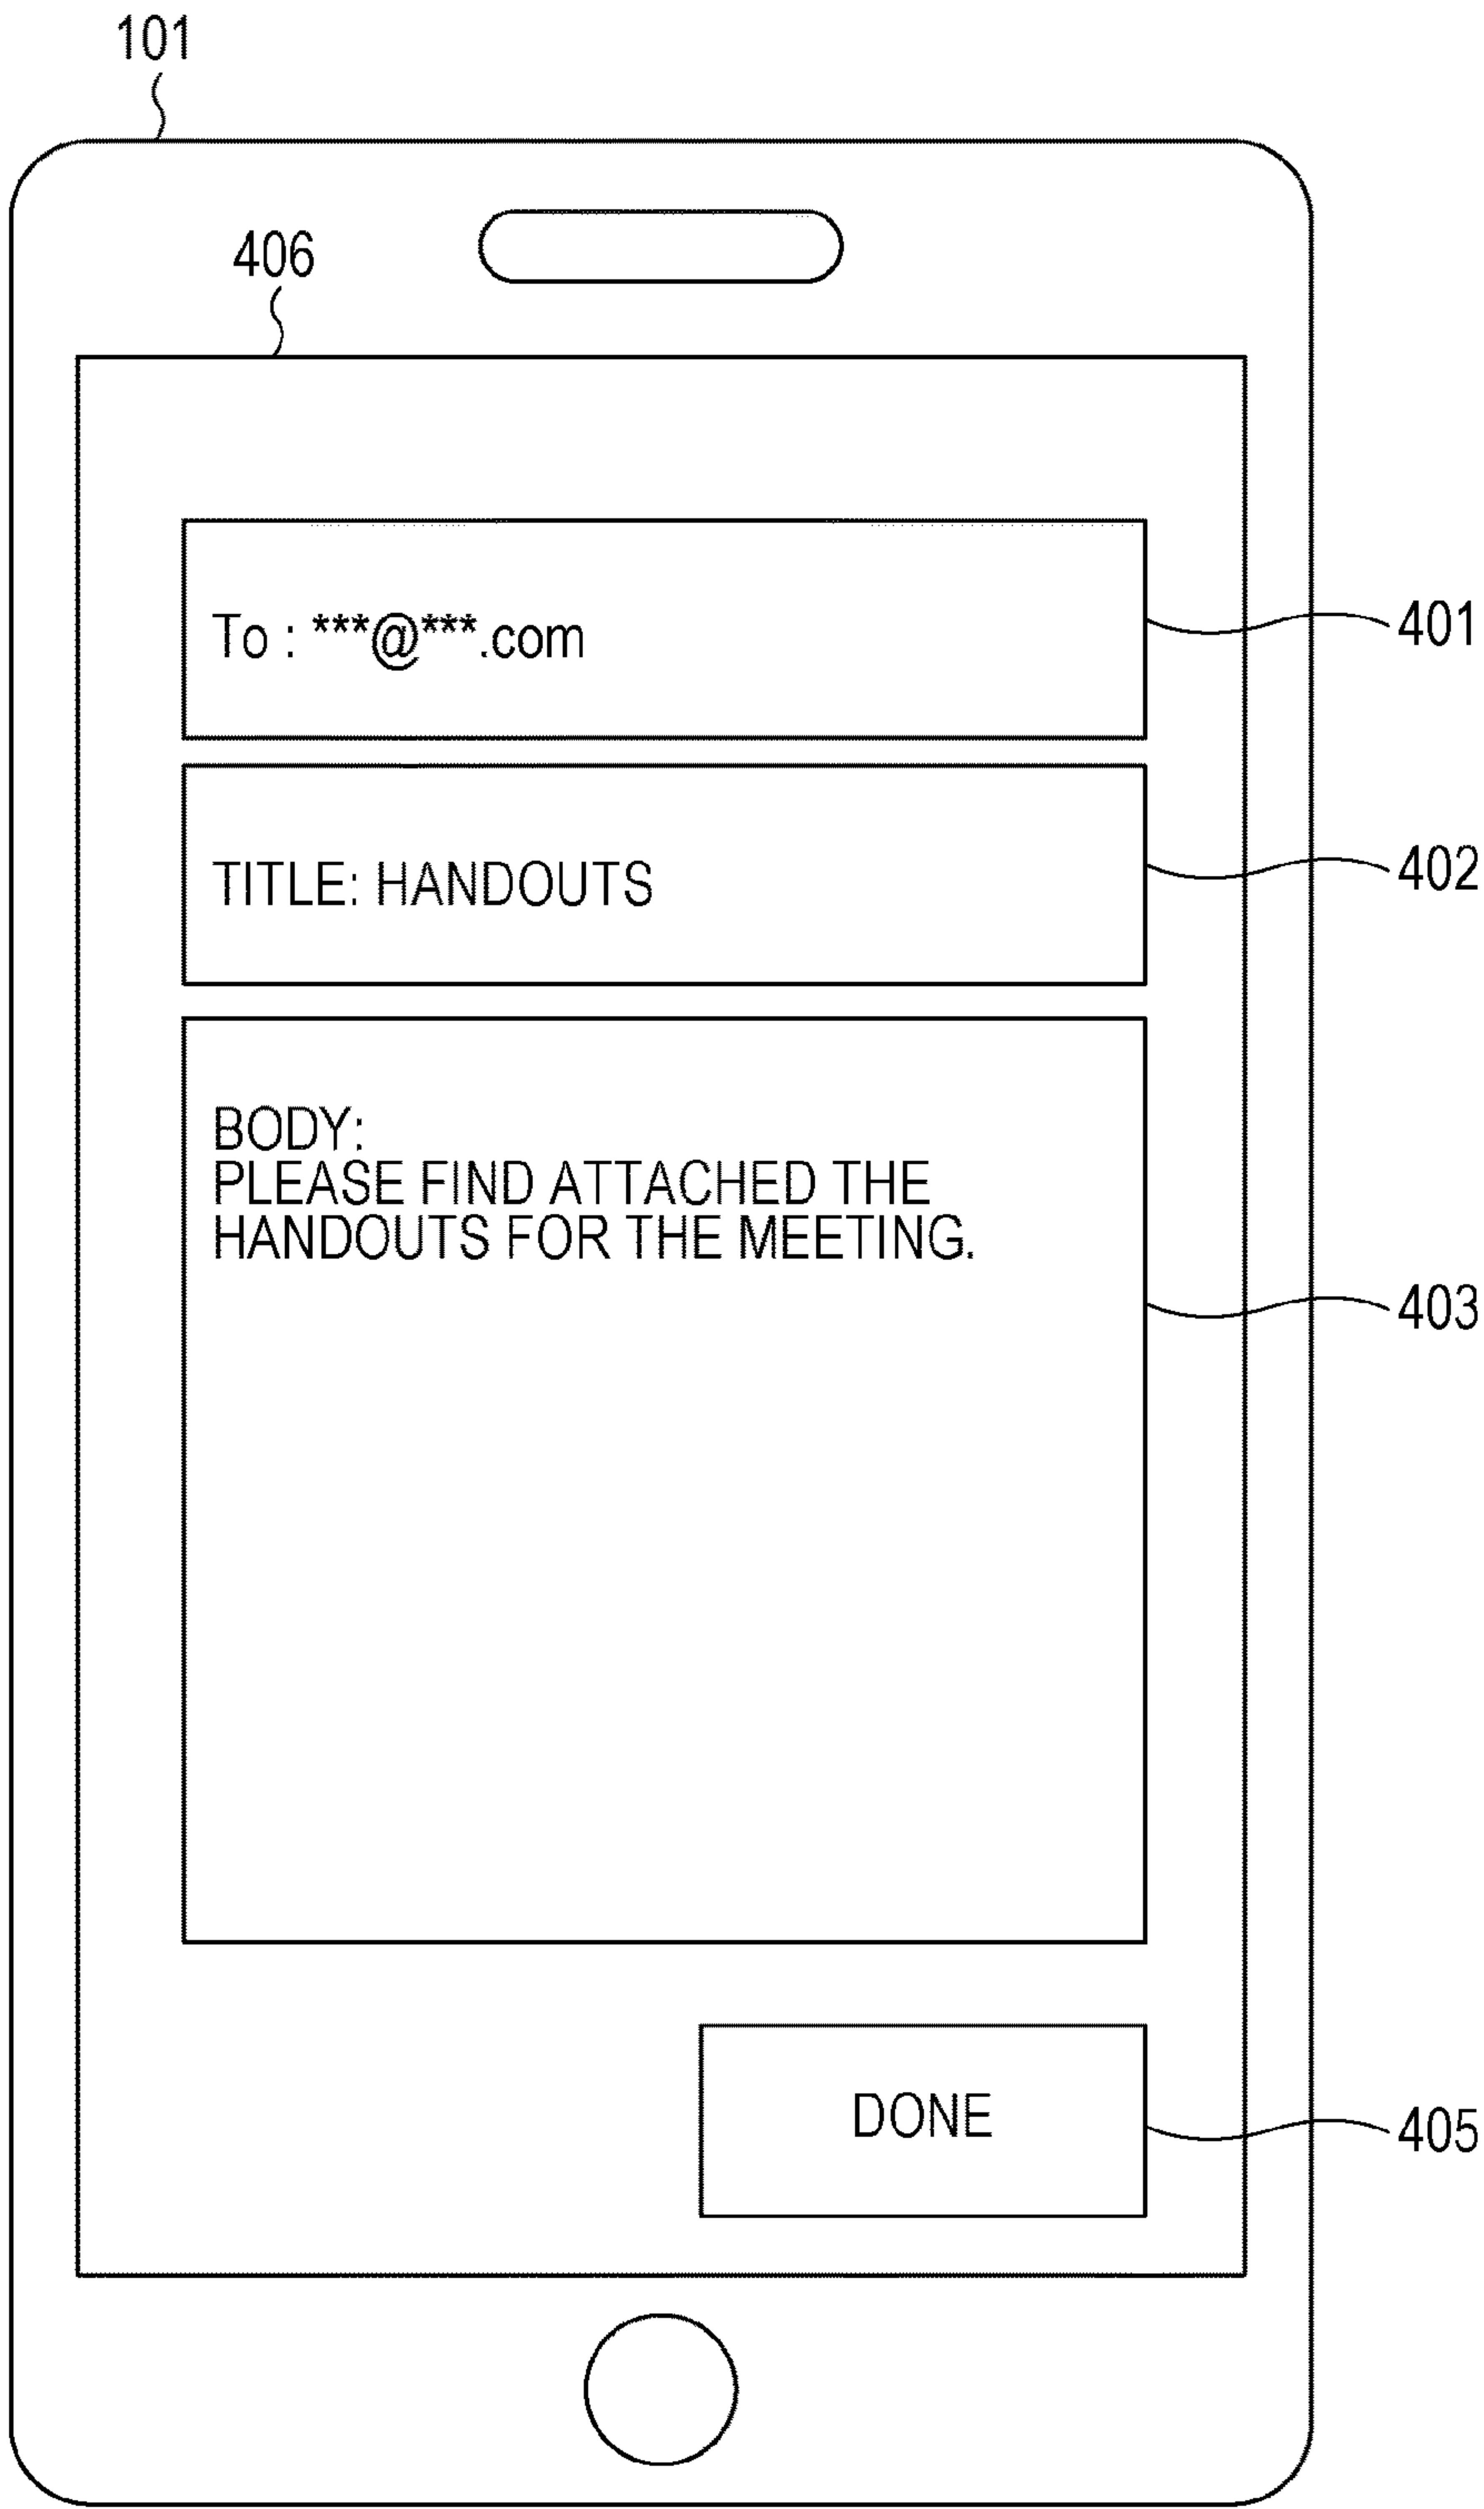 101
406
To : ***@***.com
401
TITLE: HANDOUTS
402
BODY:
PLEASE FIND ATTACHED THE
HANDOUTS FOR THE MEETING.
403
DONE
405